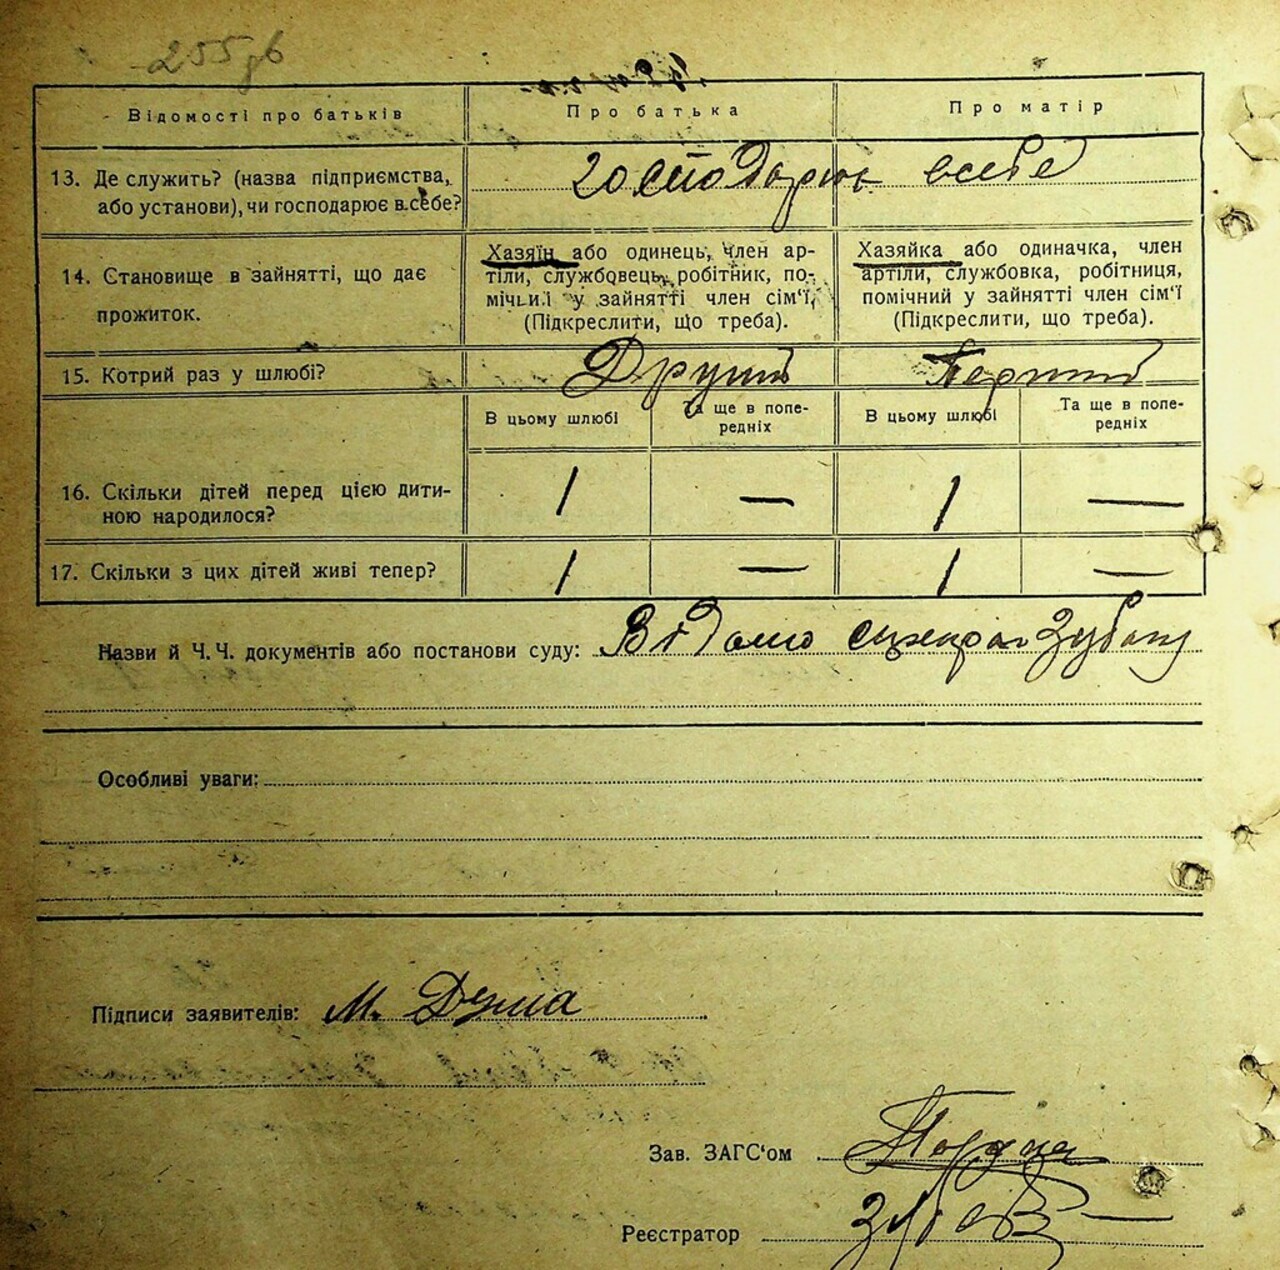 255 зв
Відомості про батьків
Про батька
Про матір
13. Де служить? (назва підприємства, або установи), чи господарює в себе?
господарює в себе
14. Становище в зайнятті, що дає прожиток.
Хазяїн або одинець, член ар-
тіли, службовець, робітник, по-
мічний у зайнятті член сім'ї,
(Підкреслити, що треба).
Хазяйка або одиначка, член
артіли, службовка, робітниця,
помічний у зайнятті член сім'ї
(Підкреслити, що треба).
15. Котрий раз у шлюбі?
Другий
Перший
В цьому шлюбі
Та ще в попе-
редніх
В цьому шлюбі
Та ще в попе-
редніх
16. Скільки дітей перед цією дити-
ною народилося?
1
—
1
—
17. Скільки з цих дітей живі тепер?
1
—
1
—
Назви й Ч.Ч. документів або постанови суду: Відомо
Особливі уваги:
Підписи заявителів: М. Дума
Зав. ЗАГС'ом
Реєстратор